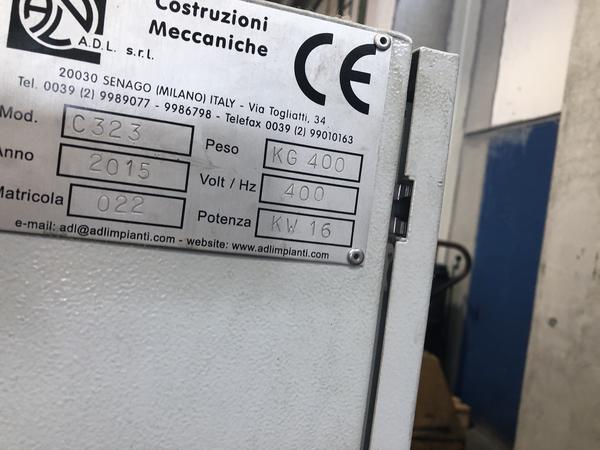 Costruzioni
Meccaniche
A.D.L. s.r.l.
CE
20030 SENAGO (MILANO) ITALY - Via Togliatti, 34
Tel. 0039 (2) 9989077 - 9986798 - Telefax 0039 (2) 99010163
Mod. C323 Peso KG 400
Anno 2015 Volt / Hz 400
Matricola 022 Potenza KW 16
e-mail: adl@adlimpianti.com - website: www.adlimpianti.com